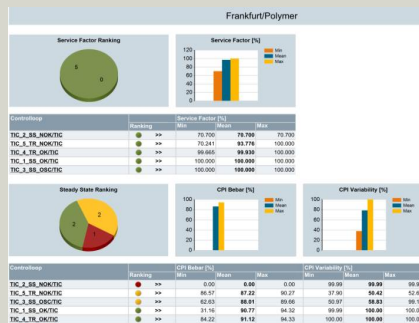 Frankfurt/Polymer
Service Factor Ranking
Service Factor [%]
6
0
120
100
80
60
40
20
0
Min
Mean
Max
Controlloop Service Factor [%]
Ranking Min Mean Max
TIC_2_SS_NOK/TIC >> 70.700 70.700 70.700
TIC_5_TR_NOK/TIC >> 70.241 93.776 100.000
TIC_4_TR_OK/TIC >> 99.665 99.930 100.000
TIC_1_SS_OK/TIC >> 100.000 100.000 100.000
TIC_3_SS_OSC/TIC >> 100.000 100.000 100.000
Steady State Ranking
CPI Bebar [%]
CPI Variability [%]
2
2
1
100
80
60
40
20
0
Min
Mean
Max
100
80
60
40
20
0
Min
Mean
Max
Controlloop CPI Bebar [%] CPI Variability [%]
Ranking Min Mean Max Min Mean Max
TIC_2_SS_NOK/TIC >> 0.00 0.00 0.00 99.99 99.99
TIC_5_TR_NOK/TIC >> 86.57 87.22 90.27 37.90 50.42
TIC_3_SS_OSC/TIC >> 62.63 88.01 89.66 50.97 58.83
TIC_1_SS_OK/TIC >> 31.16 90.77 94.32 99.99 100.00
TIC_4_TR_OK/TIC >> 84.22 91.12 94.33 100.00 100.00